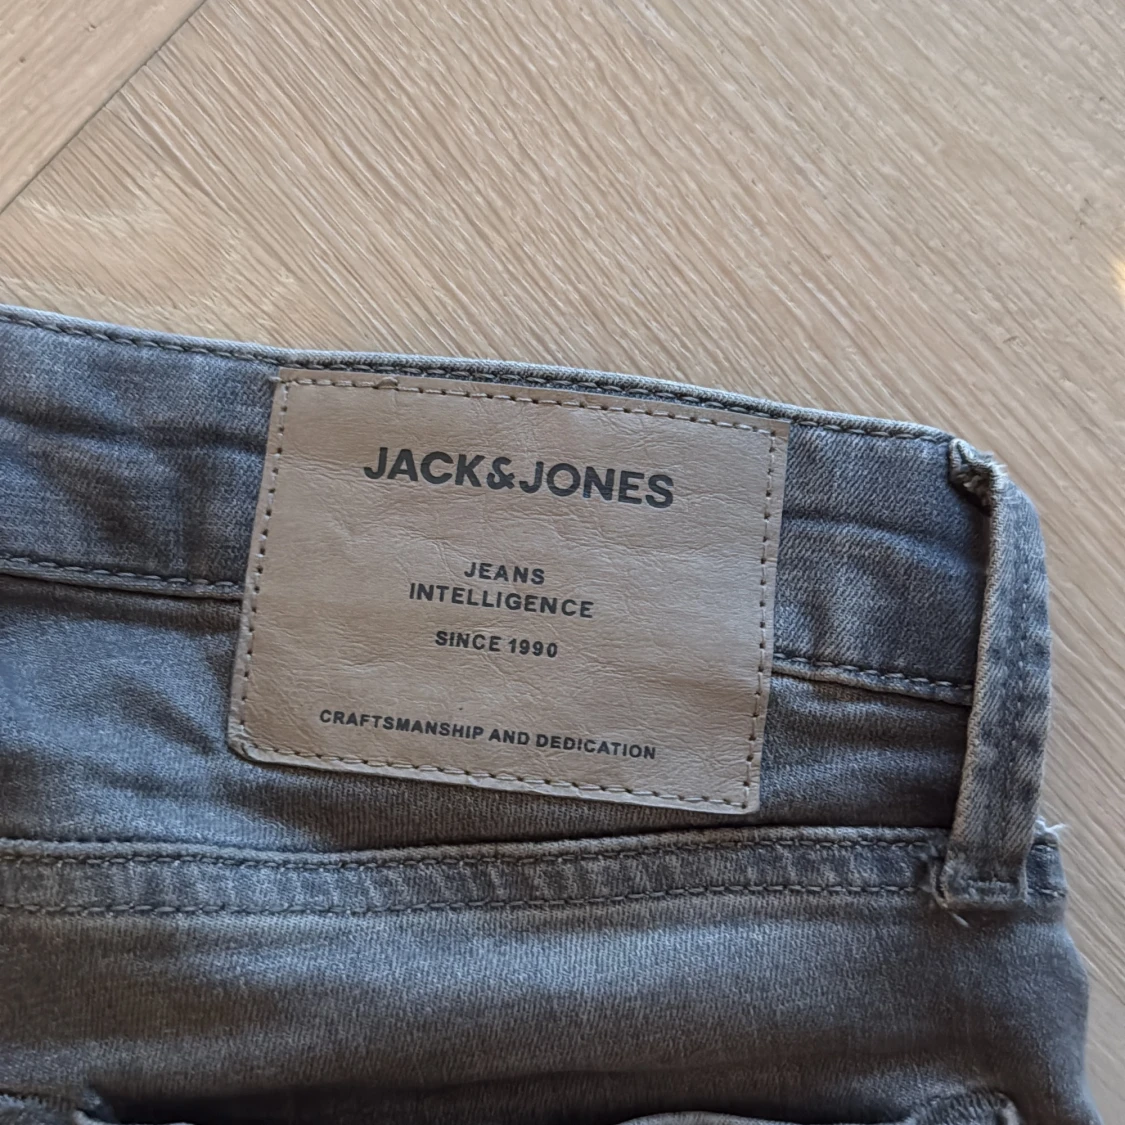 JACK&JONES
JEANS
INTELLIGENCE
SINCE 1990
CRAFTSMANSHIP AND DEDICATION